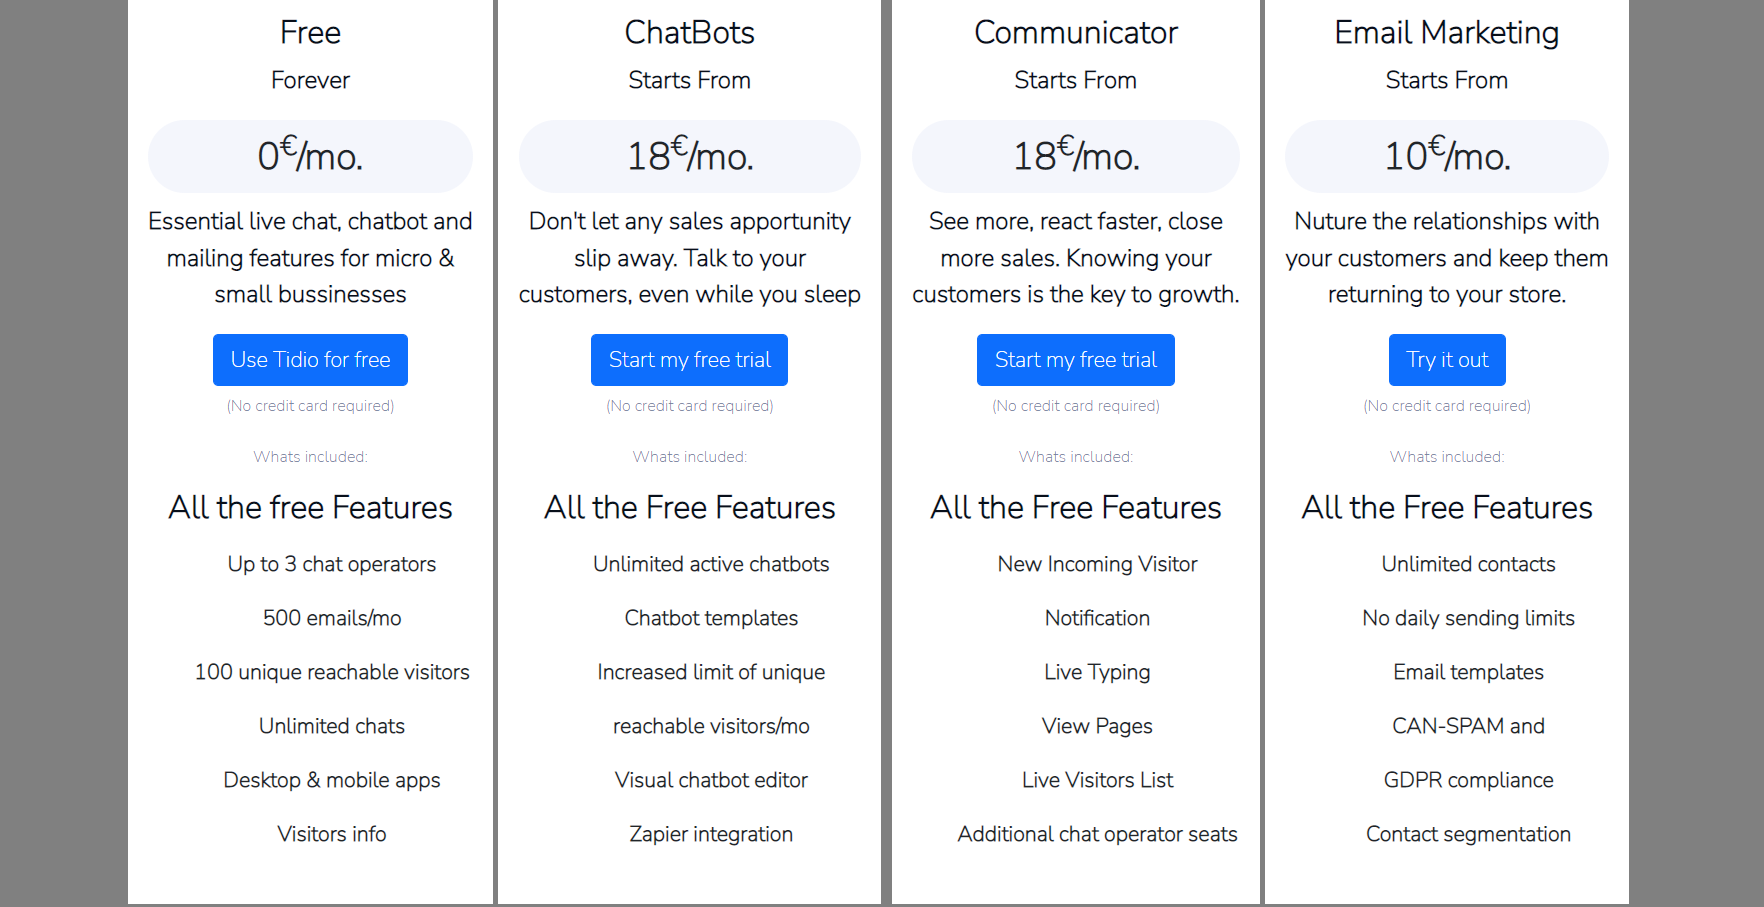 Free
Forever
0€/mo.
Essential live chat, chatbot and
mailing features for micro &
small bussinesses
Use Tidio for free
(No credit card required)
Whats included:
All the free Features
Up to 3 chat operators
500 emails/mo
100 unique reachable visitors
Unlimited chats
Desktop & mobile apps
Visitors info
ChatBots
Starts From
18€/mo.
Don't let any sales apportunity
slip away. Talk to your
customers, even while you sleep
Start my free trial
(No credit card required)
Whats included:
All the Free Features
Unlimited active chatbots
Chatbot templates
Increased limit of unique
reachable visitors/mo
Visual chatbot editor
Zapier integration
Communicator
Starts From
18€/mo.
See more, react faster, close
more sales. Knowing your
customers is the key to growth.
Start my free trial
(No credit card required)
Whats included:
All the Free Features
New Incoming Visitor
Notification
Live Typing
View Pages
Live Visitors List
Additional chat operator seats
Email Marketing
Starts From
10€/mo.
Nuture the relationships with
your customers and keep them
returning to your store.
Try it out
(No credit card required)
Whats included:
All the Free Features
Unlimited contacts
No daily sending limits
Email templates
CAN-SPAM and
GDPR compliance
Contact segmentation